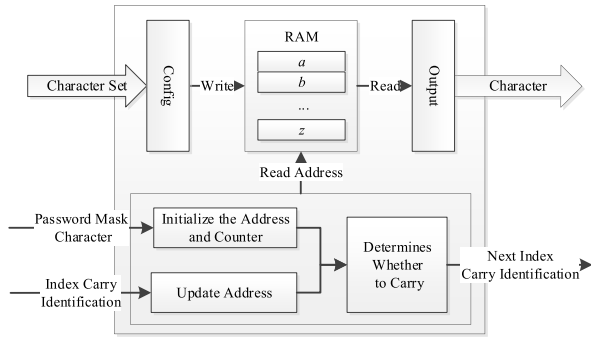 RAM
Character Set
Config
Write
a
b
...
z
Read
Output
Character
Read Address
Password Mask
Character
Initialize the Address
and Counter
Index Carry
Identification
Update Address
Determines
Whether
to Carry
Next Index
Carry Identification